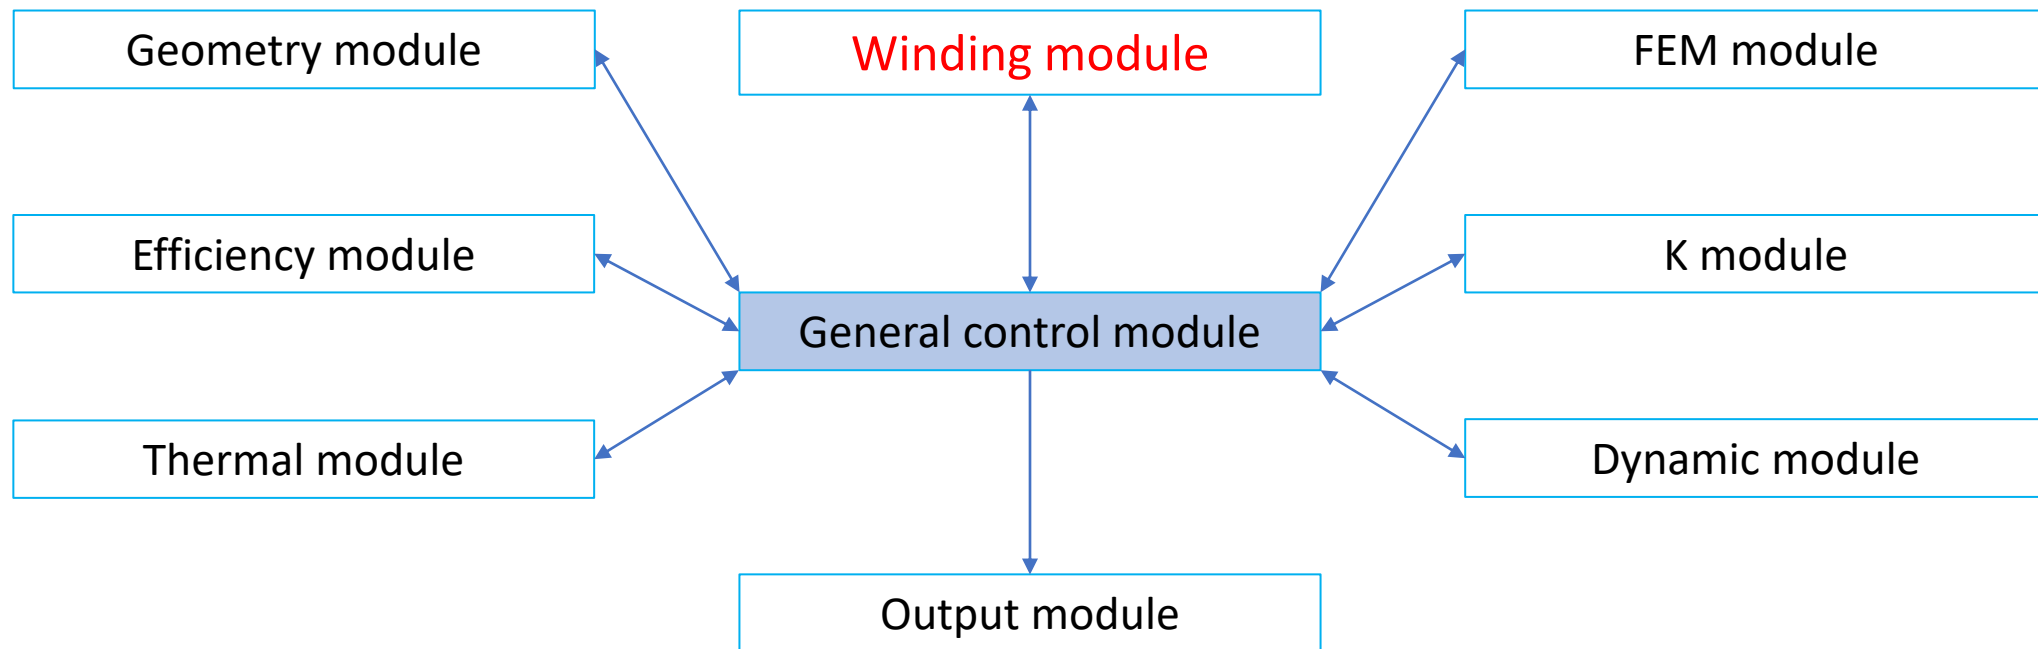 Geometry module
Winding module
FEM module
Efficiency module
K module
General control module
Thermal module
Dynamic module
Output module